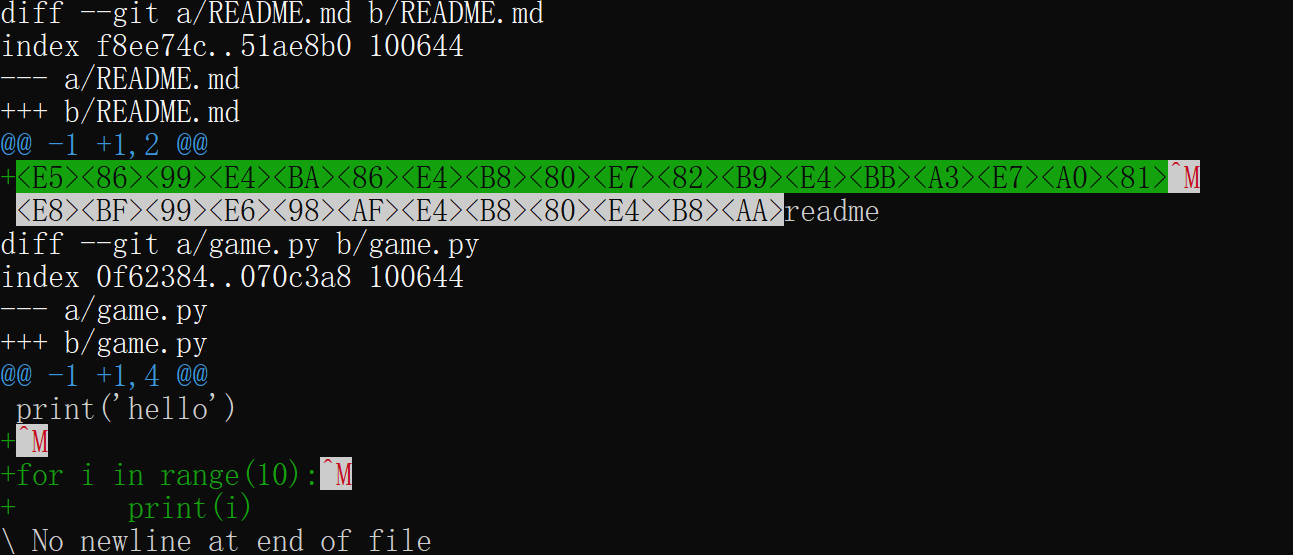 diff --git a/README.md b/README.md
index f8ee74c..51ae8b0 100644
--- a/README.md
+++ b/README.md
@@ -1 +1,2 @@
+<E5><86><99><E4><BA><86><E4><B8><80><E7><82><B9><E4><BB><A3><E7><A0><81>^M
 <E8><BF><99><E6><98><AF><E4><B8><80><E4><B8><AA>readme
diff --git a/game.py b/game.py
index 0f62384..070c3a8 100644
--- a/game.py
+++ b/game.py
@@ -1 +1,4 @@
 print('hello')
+^M
+for i in range(10):^M
+       print(i)
\ No newline at end of file